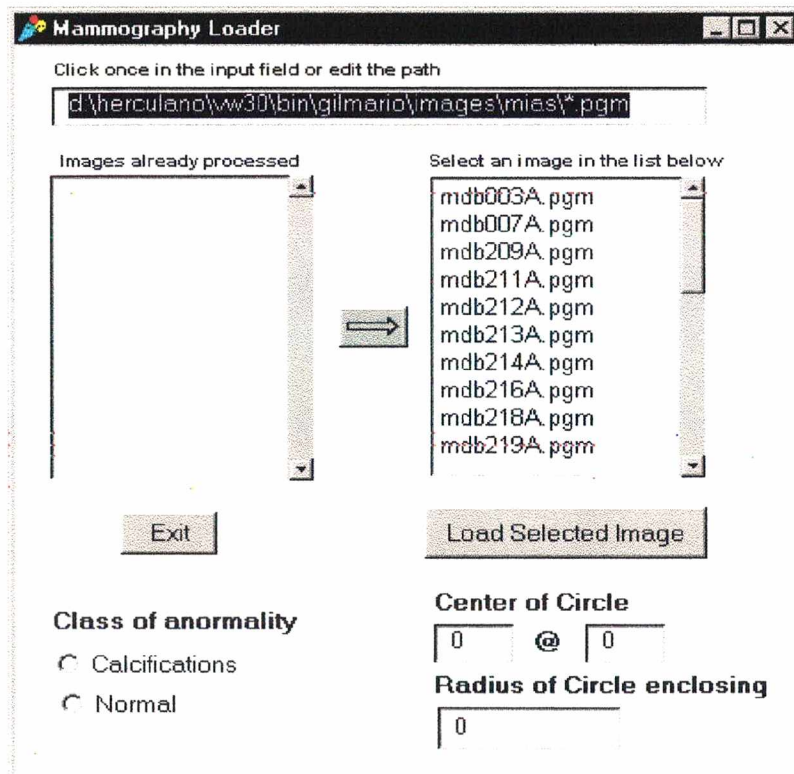 Mammography Loader
Click once in the input field or edit the path
d:\herculano\vw30\bin\gilmario\images\mias\*.pgm
Images already processed
Select an image in the list below
mdb003A.pgm
mdb007A.pgm
mdb209A.pgm
mdb211A.pgm
mdb212A.pgm
mdb213A.pgm
mdb214A.pgm
mdb216A.pgm
mdb218A.pgm
mdb219A.pgm
Exit
Load Selected Image
Class of anormality
Calcifications
Normal
Center of Circle
0 @ 0
Radius of Circle enclosing
0